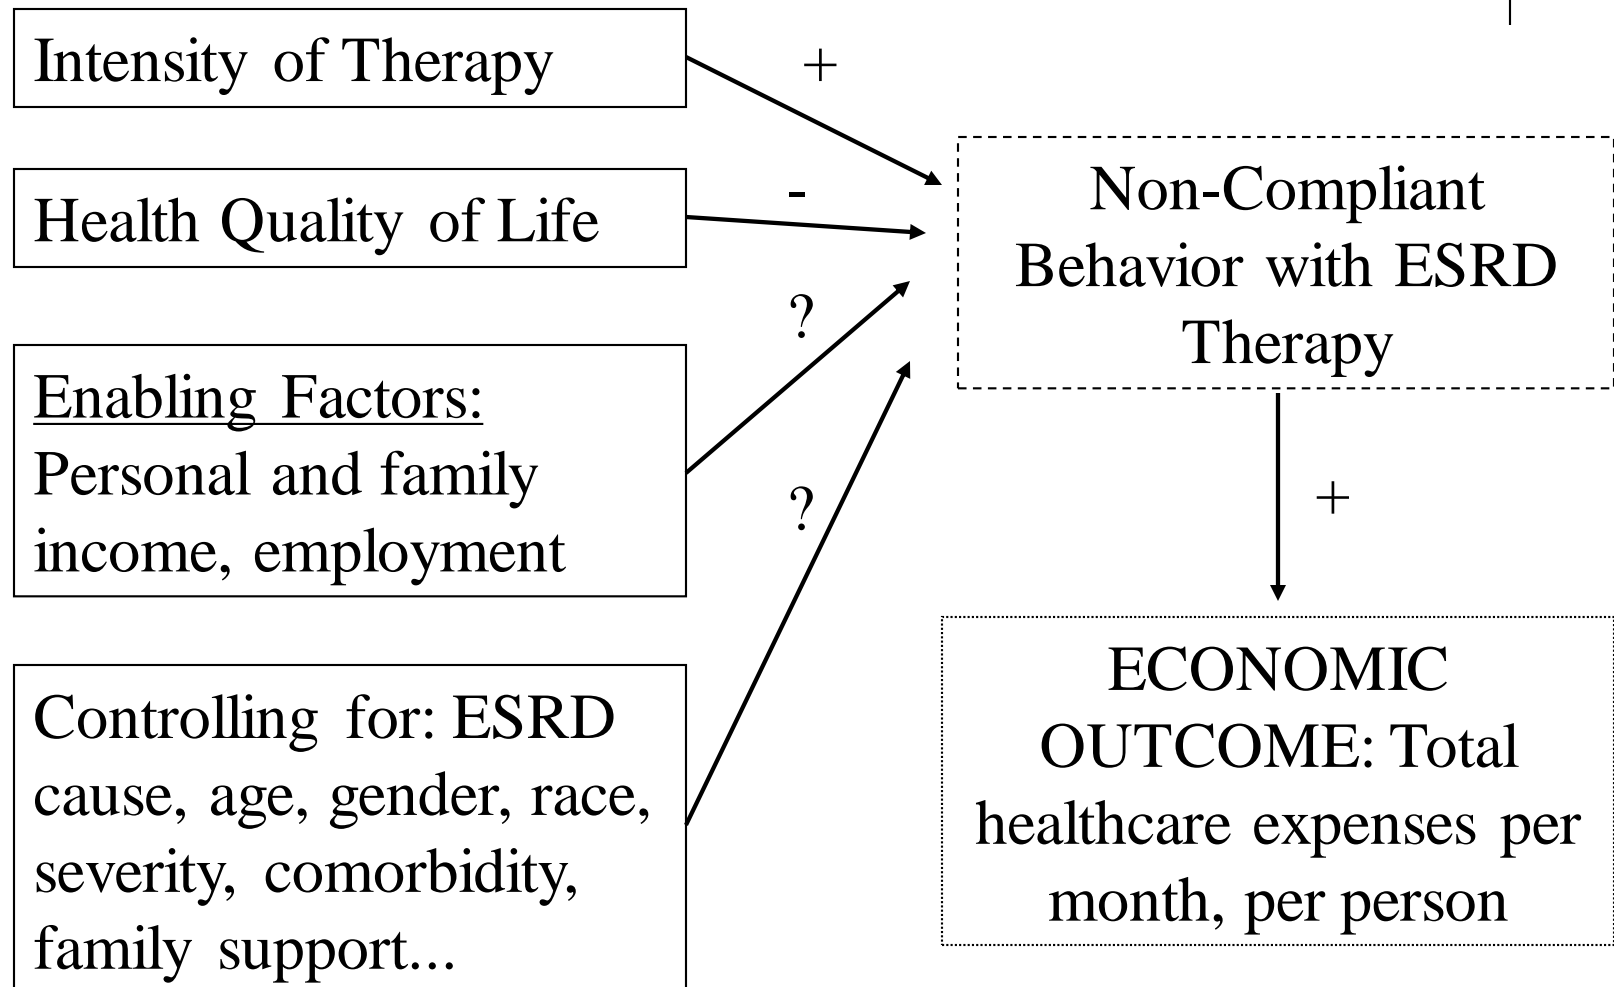 Intensity of Therapy
+
Health Quality of Life
-
Non-Compliant
Behavior with ESRD
Therapy
?
Enabling Factors:
Personal and family
income, employment
?
+
Controlling for: ESRD
cause, age, gender, race,
severity, comorbidity,
family support...
ECONOMIC
OUTCOME: Total
healthcare expenses per
month, per person